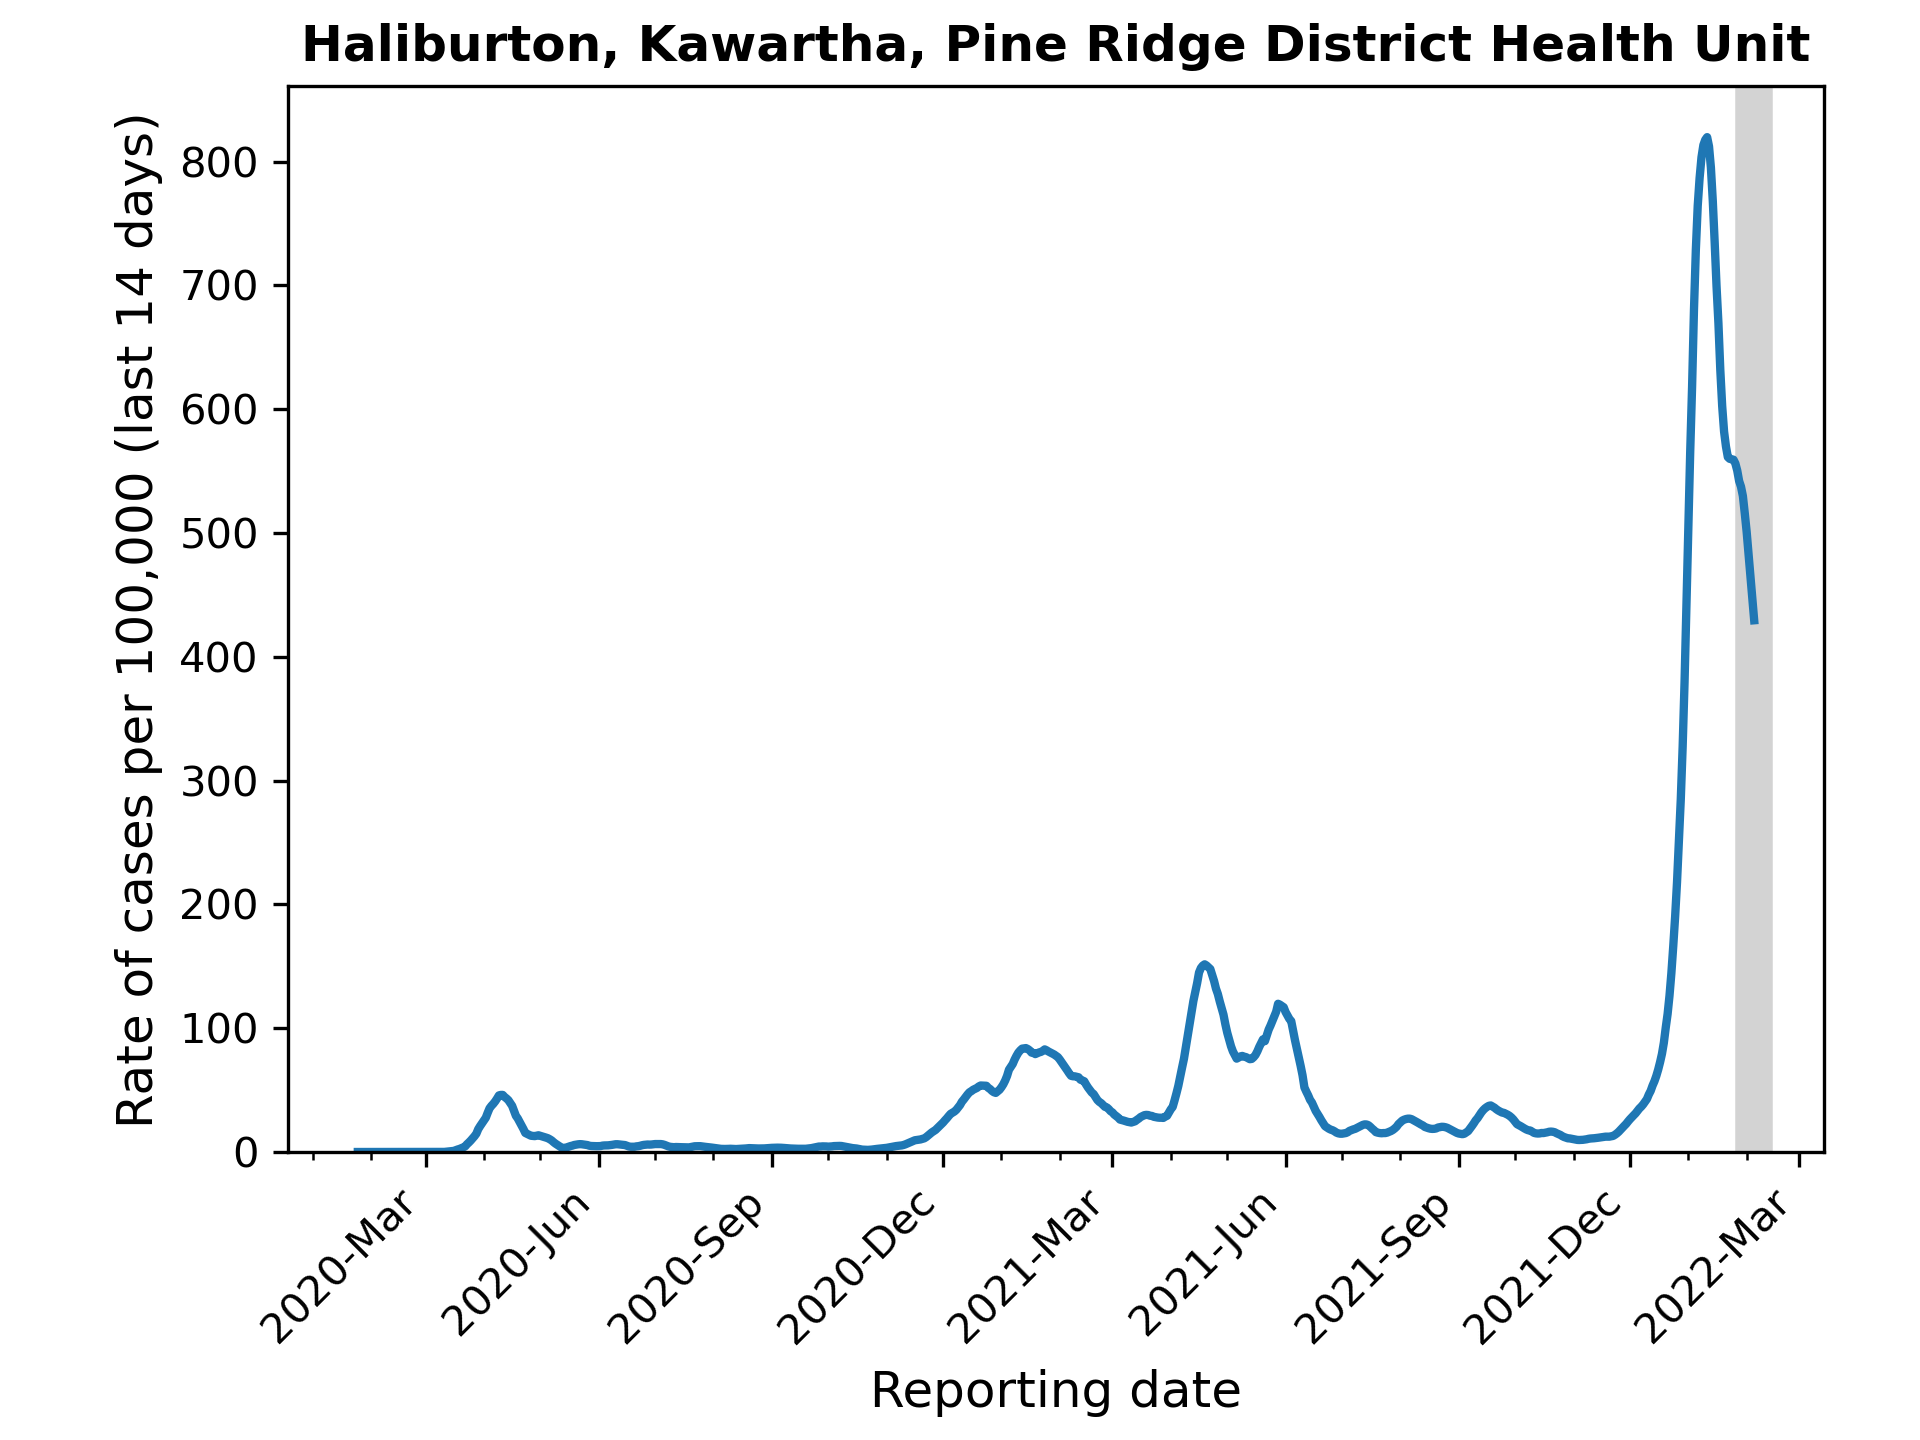 Haliburton, Kawartha, Pine Ridge District Health Unit
Rate of cases per 100,000 (last 14 days)
800
700
600
500
400
300
200
100
0
2020-Mar
2020-Jun
2020-Sep
2020-Dec
2021-Mar
2021-Jun
2021-Sep
2021-Dec
2022-Mar
Reporting date